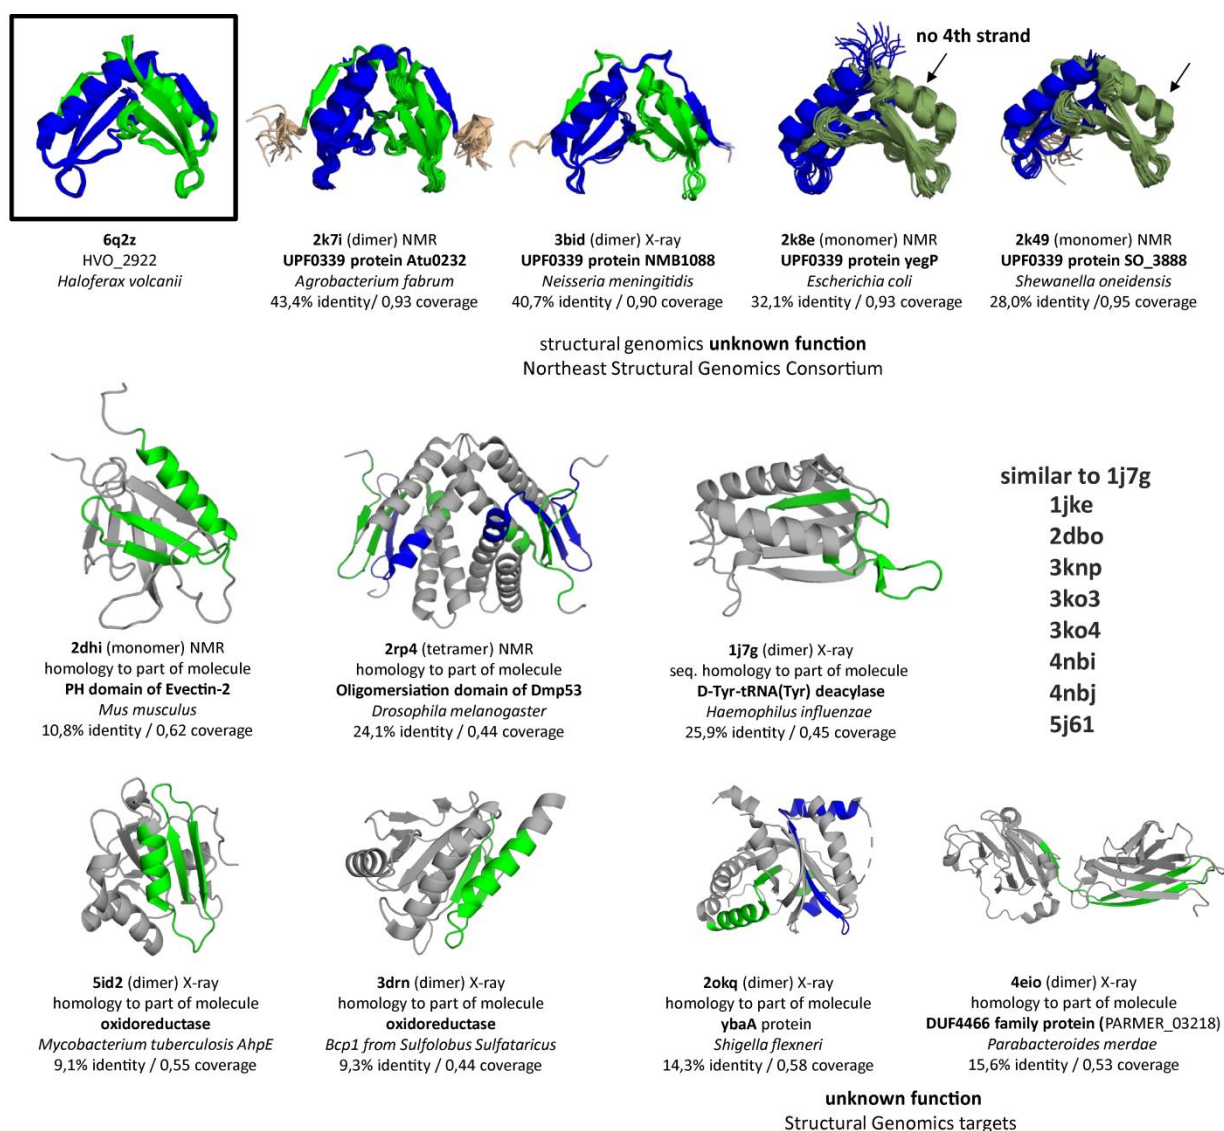 no 4th strand
6q2z
HVO_2922
Haloferax volcanii
2k7i (dimer) NMR
UPF0339 protein Atu0232
Agrobacterium fabrum
43,4% identity/ 0,93 coverage
3bid (dimer) X-ray
UPF0339 protein NMB1088
Neisseria meningitidis
40,7% identity/ 0,90 coverage
2k8e (monomer) NMR
UPF0339 protein yegP
Escherichia coli
32,1% identity/ 0,93 coverage
2k49 (monomer) NMR
UPF0339 protein SO_3888
Shewanella oneidensis
28,0% identity/0,95 coverage
structural genomics unknown function
Northeast Structural Genomics Consortium
2dhi (monomer) NMR
homology to part of molecule
PH domain of Evectin-2
Mus musculus
10,8% identity / 0,62 coverage
2rp4 (tetramer) NMR
homology to part of molecule
Oligomersiation domain of Dmp53
Drosophila melanogaster
24,1% identity / 0,44 coverage
1j7g (dimer) X-ray
seq. homology to part of molecule
D-Tyr-tRNA(Tyr) deacylase
Haemophilus influenzae
25,9% identity / 0,45 coverage
similar to 1j7g
1jke
2dbo
3knp
3ko3
3ko4
4nbi
4nbj
5j61
5id2 (dimer) X-ray
homology to part of molecule
oxidoreductase
Mycobacterium tuberculosis AhpE
9,1% identity / 0,55 coverage
3drn (dimer) X-ray
homology to part of molecule
oxidoreductase
Bcp1 from Sulfolobus Sulfataricus
9,3% identity / 0,44 coverage
2okq (dimer) X-ray
homology to part of molecule
ybaA protein
Shigella flexneri
14,3% identity / 0,58 coverage
4eio (dimer) X-ray
homology to part of molecule
DUF4466 family protein (PARMER_03218)
Parabacteroides merdae
15,6% identity / 0,53 coverage
unknown function
Structural Genomics targets